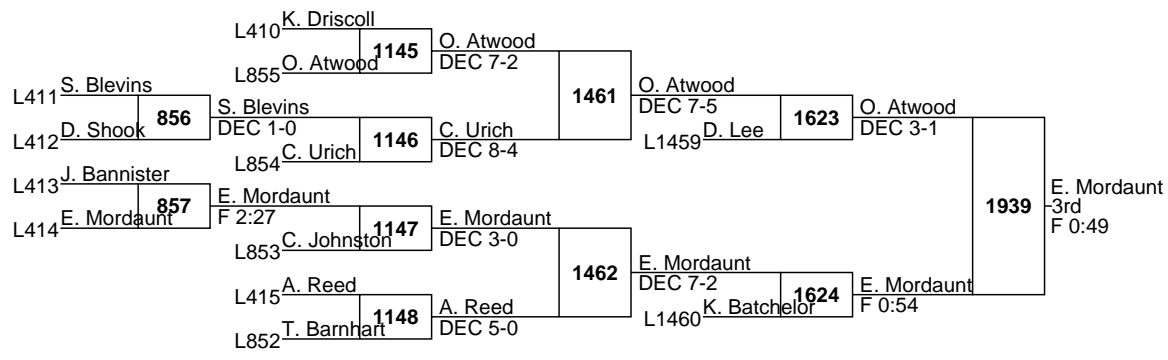 K. Driscoll
L410
1145
O. Atwood
DEC 7-2
O. Atwood
L855
S. Blevins
L411
856
S. Blevins
DEC 1-0
D. Shook
L412
1461
O. Atwood
DEC 7-5
1146
C. Urich
DEC 8-4
C. Urich
L854
D. Lee
L1459
1623
O. Atwood
DEC 3-1
J. Bannister
L413
857
E. Mordaunt
F 2:27
E. Mordaunt
L414
1147
E. Mordaunt
DEC 3-0
C. Johnston
L853
1939
E. Mordaunt
3rd
F 0:49
1462
E. Mordaunt
DEC 7-2
A. Reed
L415
1148
A. Reed
DEC 5-0
T. Barnhart
L852
K. Batchelor
L1460
1624
E. Mordaunt
F 0:54